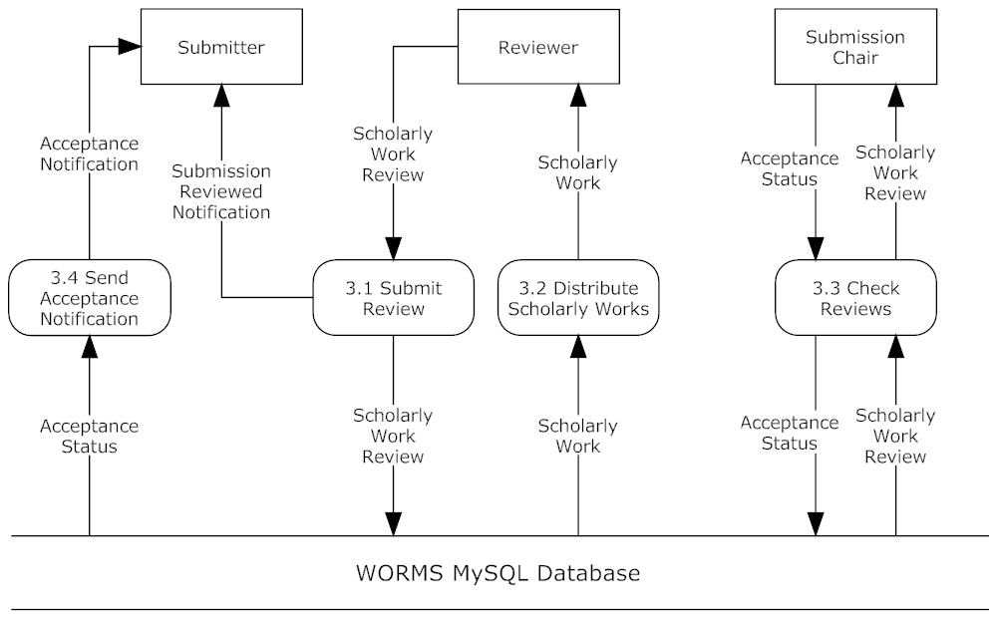 Submitter
Reviewer
Submission
Chair
Acceptance
Notification
Submission
Reviewed
Notification
Scholarly
Work
Review
Scholarly
Work
Acceptance
Status
Scholarly
Work
Review
3.4 Send
Acceptance
Notification
3.1 Submit
Review
3.2 Distribute
Scholarly Works
3.3 Check
Reviews
Acceptance
Status
Scholarly
Work
Review
Scholarly
Work
Acceptance
Status
Scholarly
Work
Review
WORMS MySQL Database